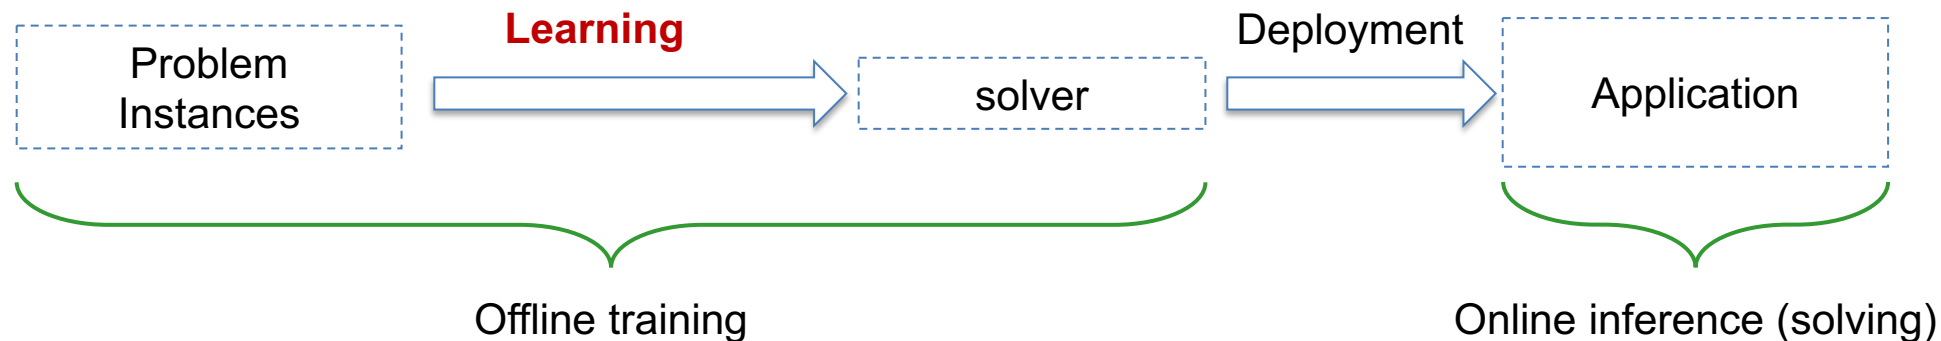 Learning
Deployment
Problem
Instances
solver
Application
Offline training
Online inference (solving)